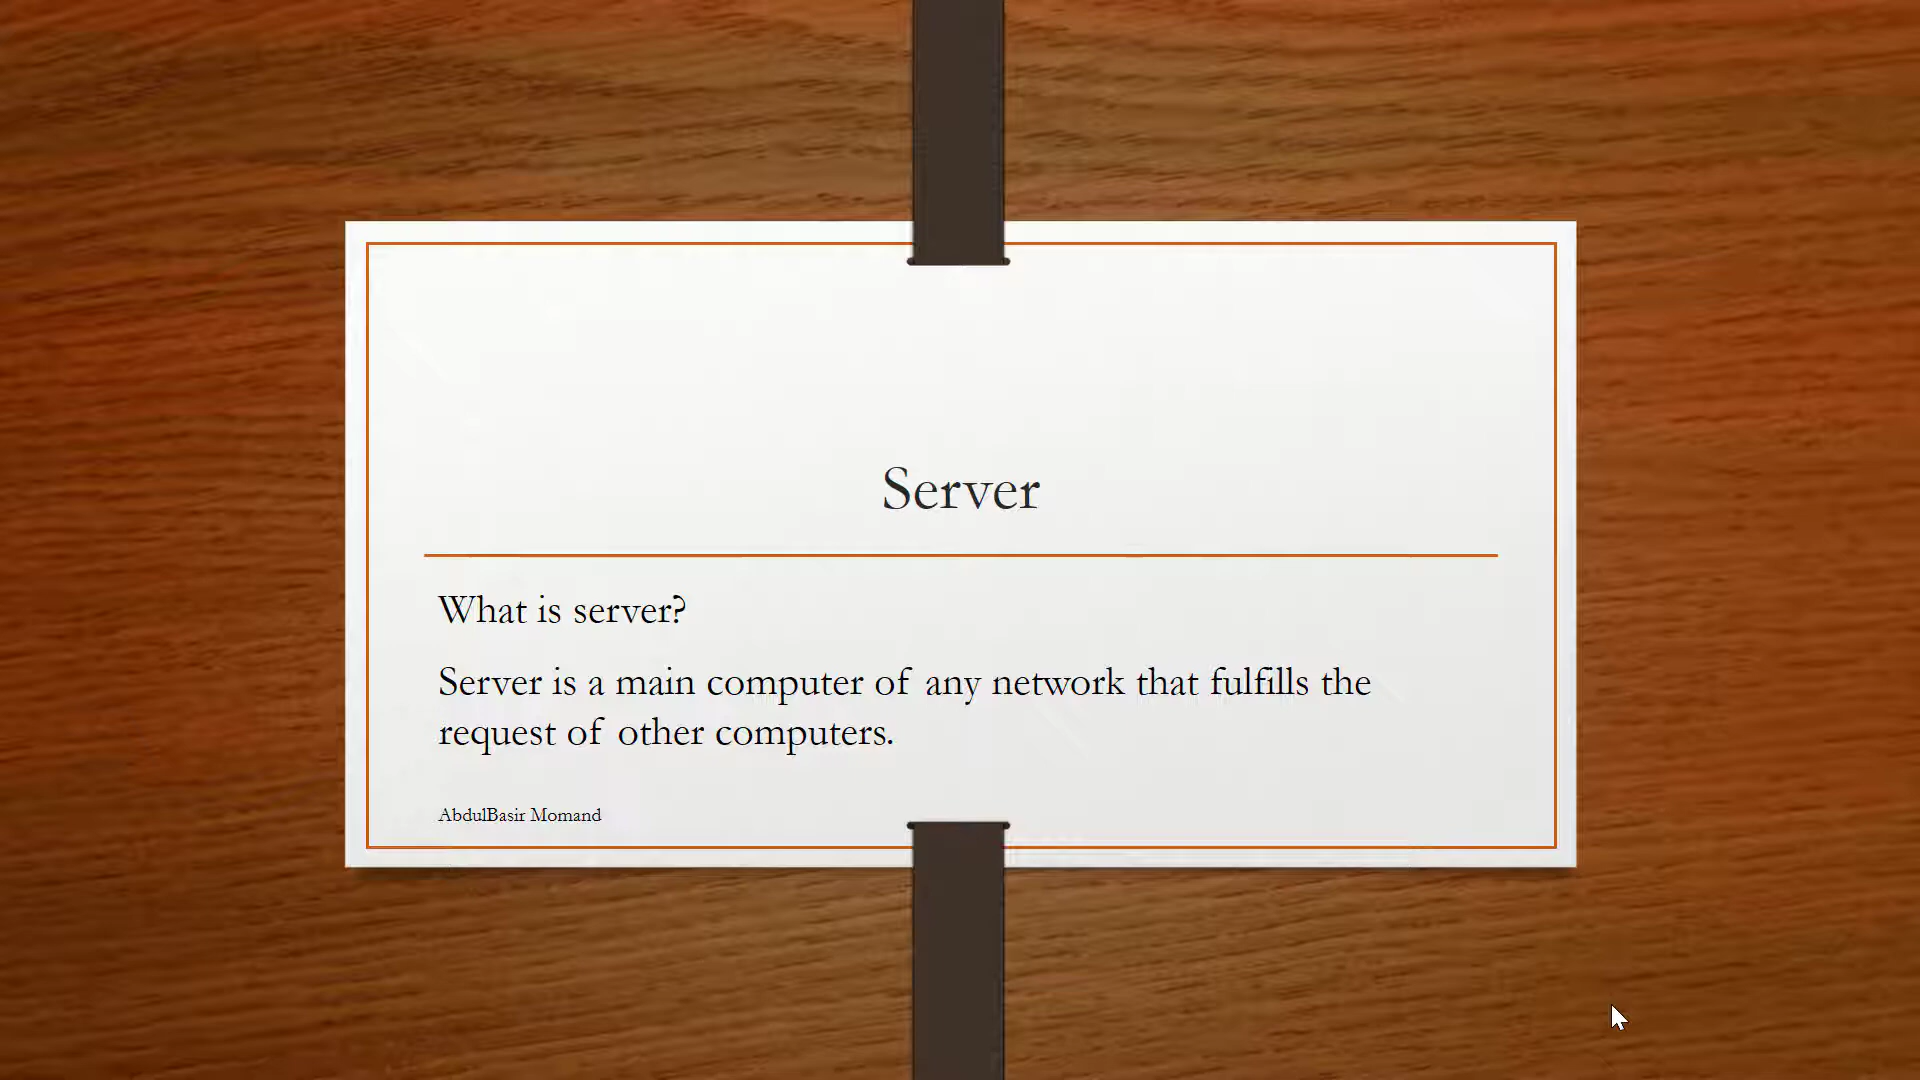 Server
What is server?
Server is a main computer of any network that fulfills the
request of other computers.
AbdulBasir Momand